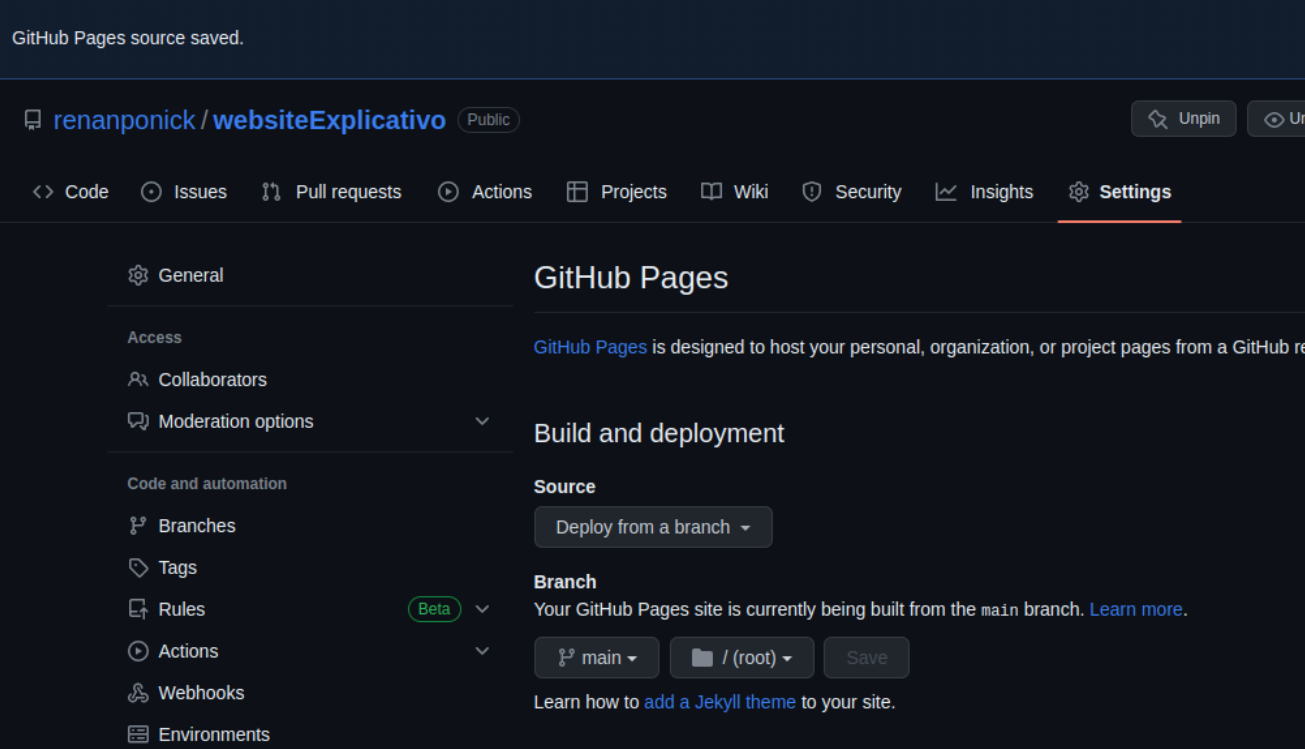 GitHub Pages source saved.
renanponick / websiteExplicativo Public
Unpin
Code Issues Pull requests Actions Projects Wiki Security Insights Settings
General
Access
Collaborators
Moderation options
Code and automation
Branches
Tags
Rules Beta
Actions
Webhooks
Environments
GitHub Pages
GitHub Pages is designed to host your personal, organization, or project pages from a GitHub
Build and deployment
Source
Deploy from a branch
Branch
Your GitHub Pages site is currently being built from the main branch. Learn more.
main / (root) Save
Learn how to add a Jekyll theme to your site.